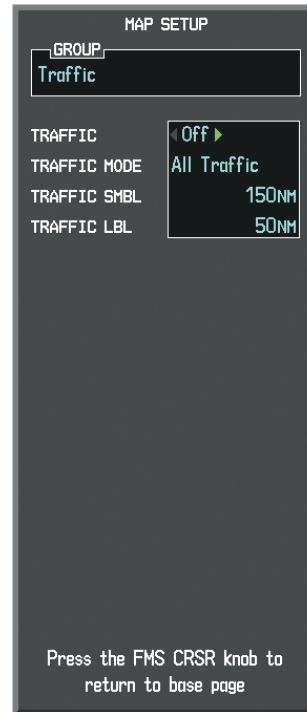 MAP SETUP
GROUP
Traffic
TRAFFIC Off
TRAFFIC MODE All Traffic
TRAFFIC SMBL 150NM
TRAFFIC LBL 50NM
Press the FMS CRSR knob to
return to base page